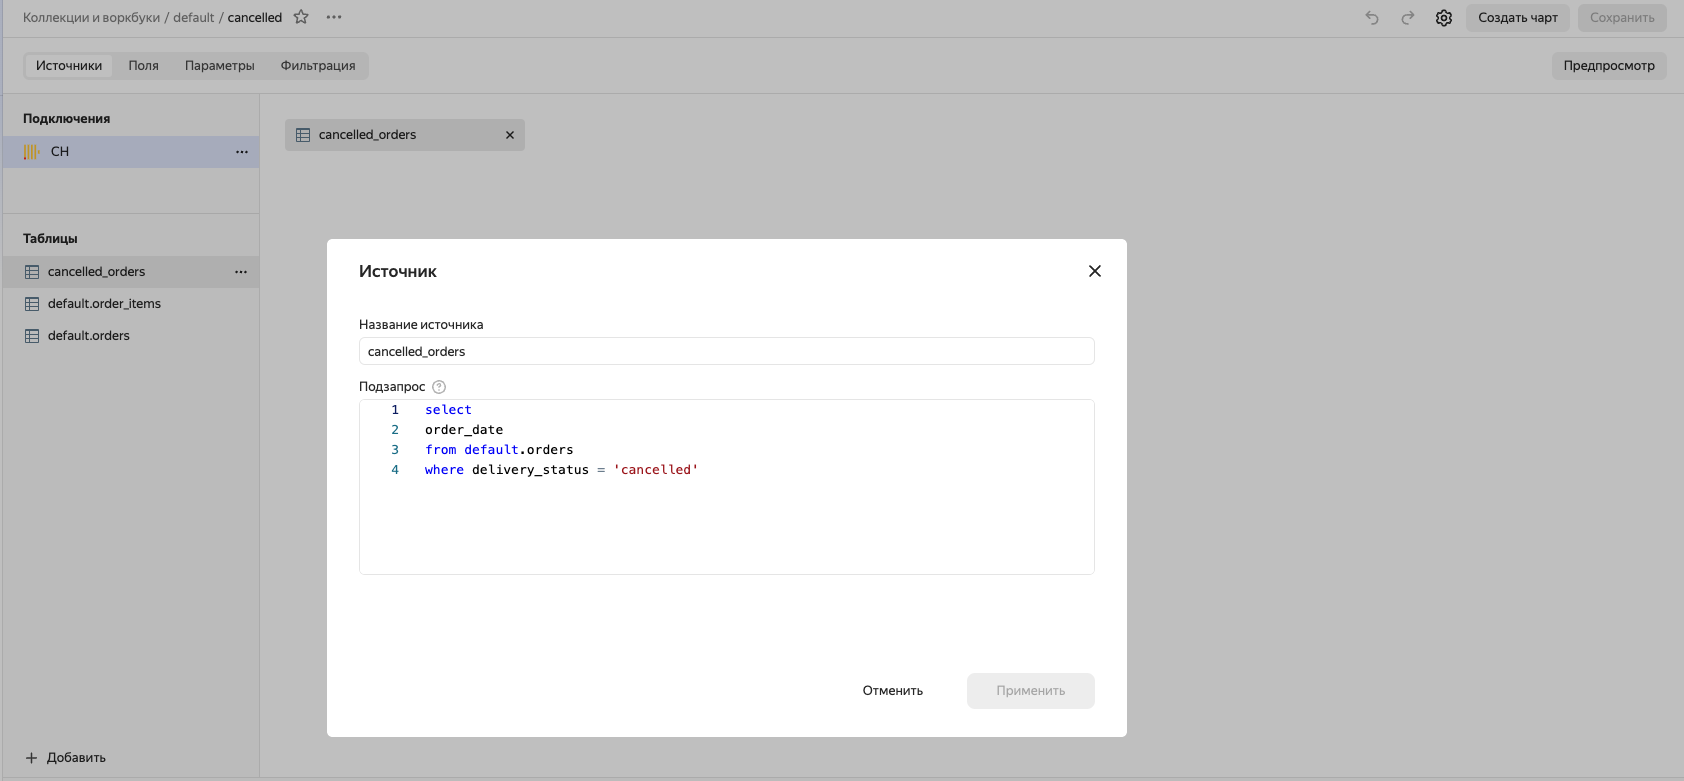 Коллекции и воркбуки / default / cancelled
Создать чарт
Сохранить
Источники
Поля
Параметры
Фильтрация
Предпросмотр
Подключения
CH
Таблицы
cancelled_orders
default.order_items
default.orders
Добавить
cancelled_orders
Источник
Название источника
cancelled_orders
Подзапрос
1 select
2 order_date
3 from default.orders
4 where delivery_status = 'cancelled'
Отменить
Применить